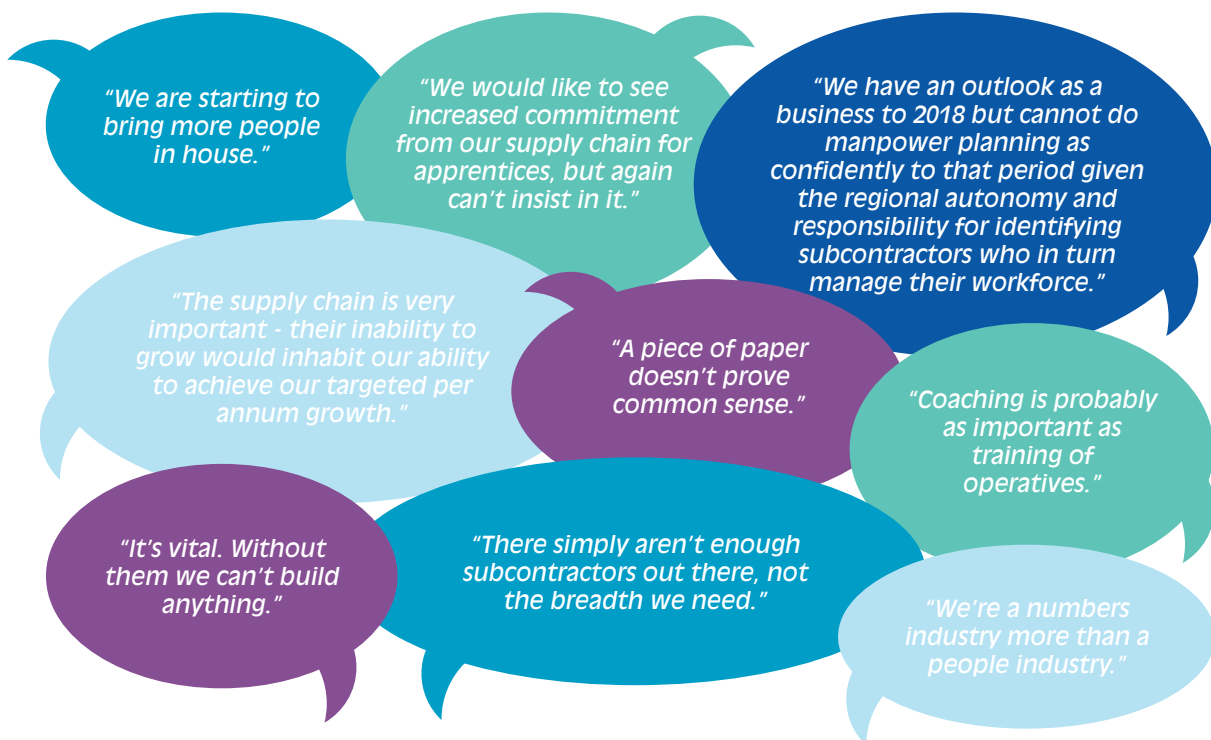 “We are starting to
bring more people
in house.”
“We would like to see
increased commitment
from our supply chain for
apprentices, but again
can’t insist in it.”
“We have an outlook as a
business to 2018 but cannot do
manpower planning as
confidently to that period given
the regional autonomy and
responsibility for identifying
subcontractors who in turn
manage their workforce.”
“The supply chain is very
important - their inability to
grow would inhabit our ability
to achieve our targeted per
annum growth.”
“A piece of paper
doesn’t prove
common sense.”
“Coaching is probably
as important as
training of
operatives.”
“It’s vital. Without
them we can’t build
anything.”
“There simply aren’t enough
subcontractors out there, not
the breadth we need.”
“We’re a numbers
industry more than a
people industry.”